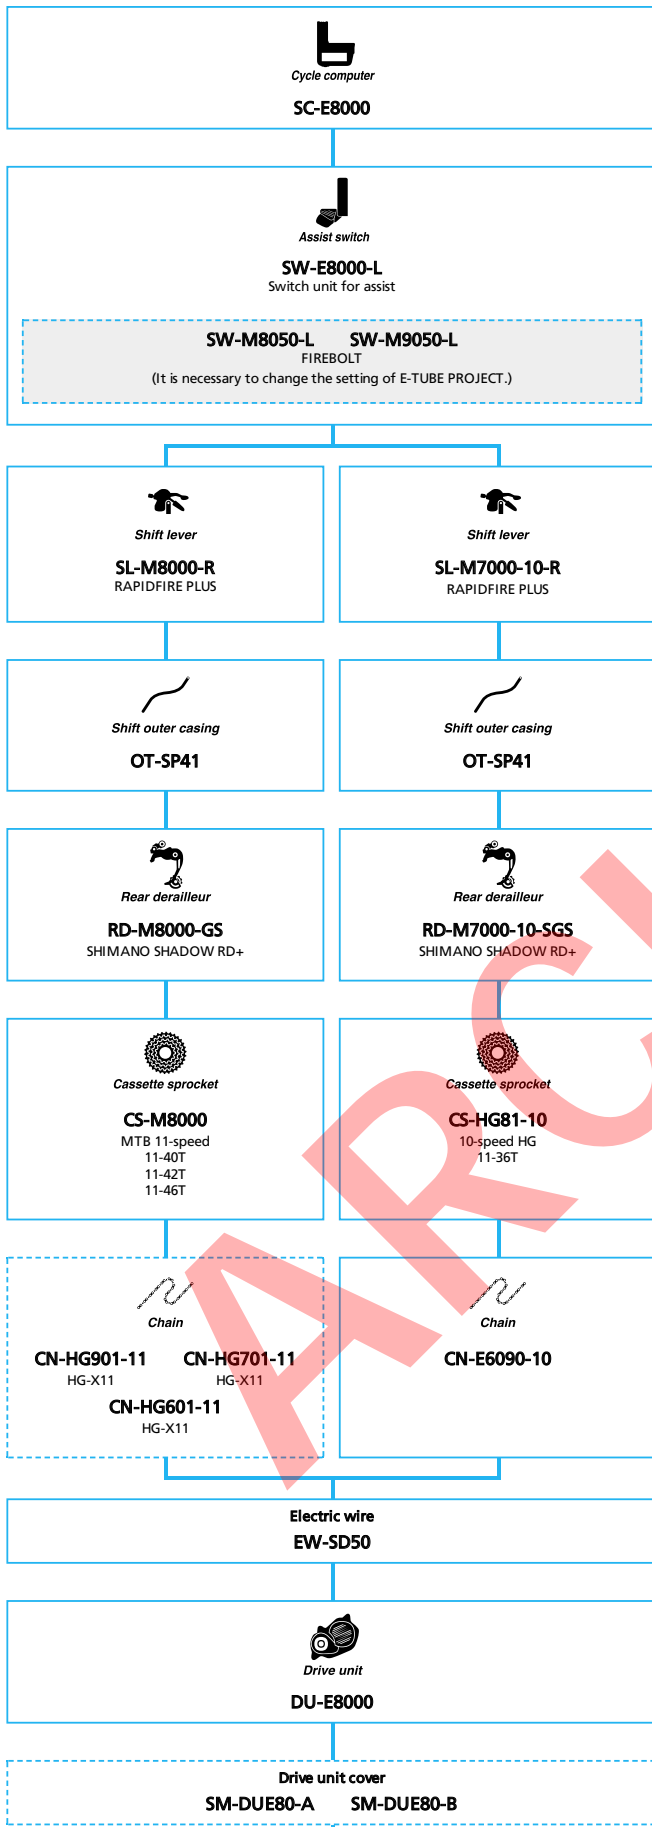 Cycle computer
SC-E8000
Assist switch
SW-E8000-L
Switch unit for assist
SW-M8050-L SW-M9050-L
FIREBOLT
(It is necessary to change the setting of E-TUBE PROJECT.)
Shift lever
SL-M8000-R
RAPIDFIRE PLUS
Shift lever
SL-M7000-10-R
RAPIDFIRE PLUS
Shift outer casing
OT-SP41
Shift outer casing
OT-SP41
Rear derailleur
RD-M8000-GS
SHIMANO SHADOW RD+
Rear derailleur
RD-M7000-10-SGS
SHIMANO SHADOW RD+
Cassette sprocket
CS-M8000
MTB 11-speed
11-40T
11-42T
11-46T
Cassette sprocket
CS-HG81-10
10-speed HG
11-36T
Chain
CN-HG901-11 CN-HG701-11
HG-X11 HG-X11
CN-HG601-11
HG-X11
Chain
CN-E6090-10
Electric wire
EW-SD50
Drive unit
DU-E8000
Drive unit cover
SM-DUE80-A SM-DUE80-B